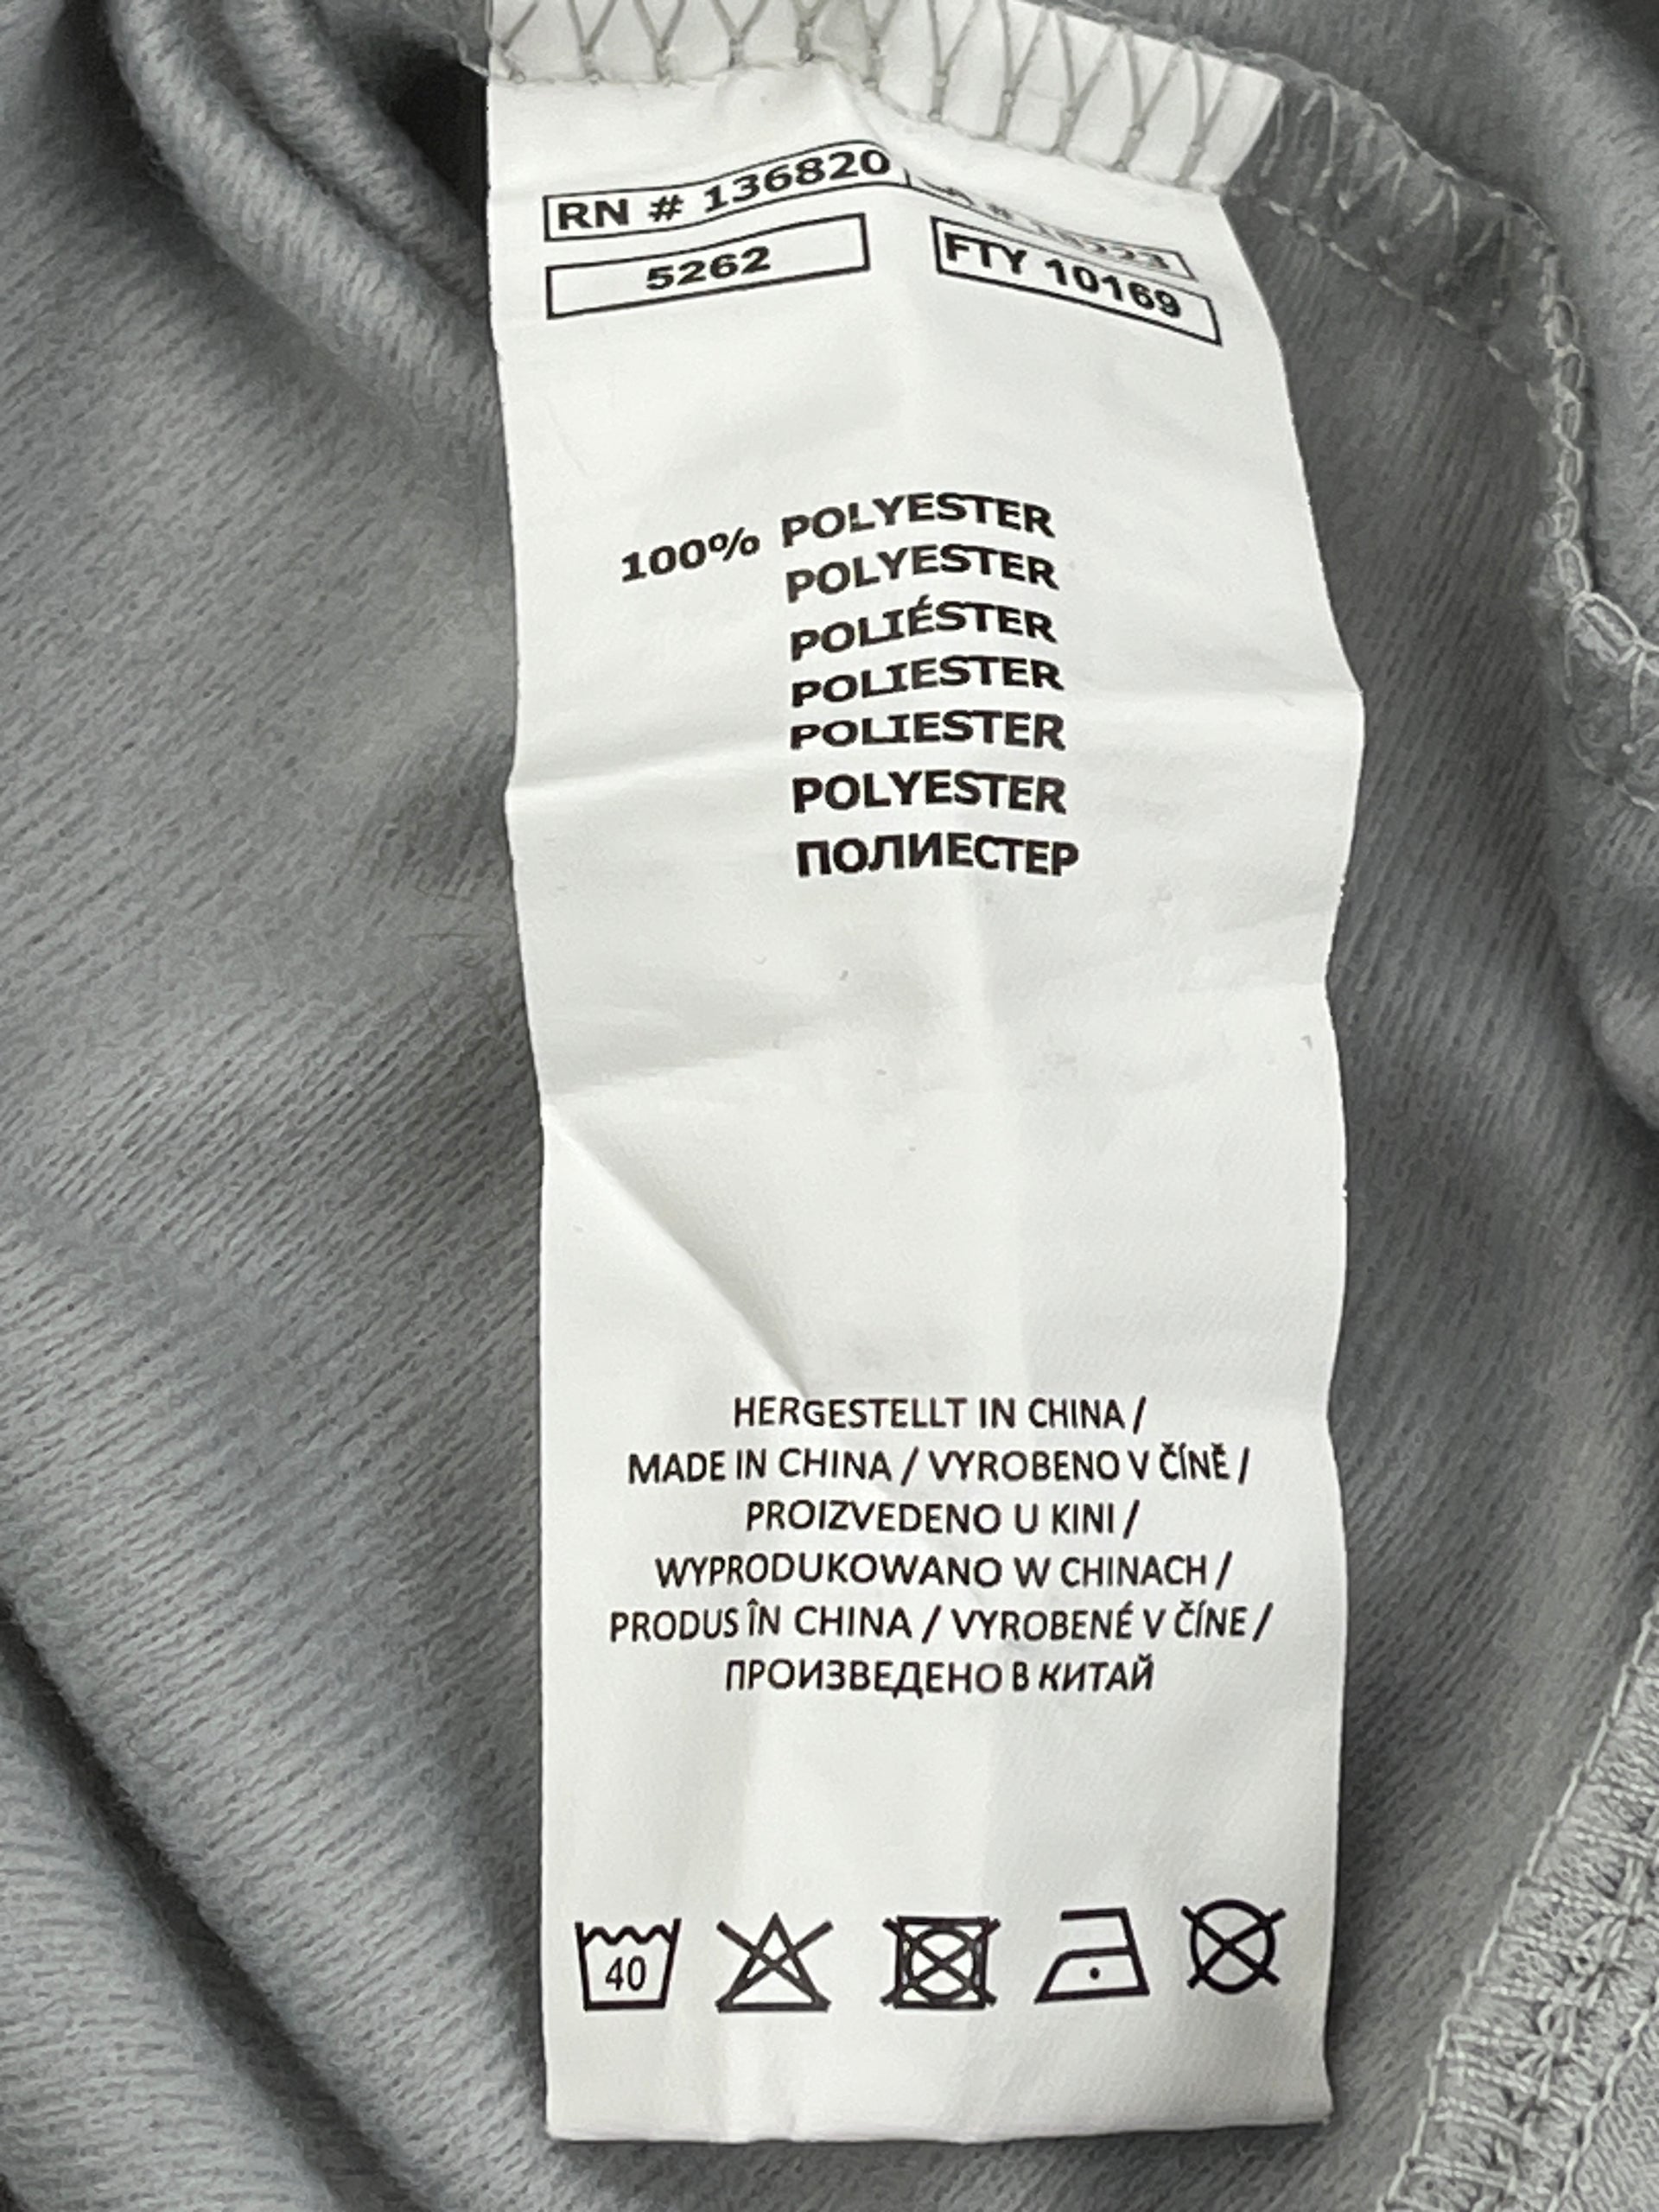 RN # 136820
5262
FTY 10169
100% POLYESTER
POLYESTER
POLIÉSTER
POLIESTER
POLIESTER
POLYESTER
ПОЛИЕСТЕР
HERGESTELLT IN CHINA /
MADE IN CHINA / VYROBENO V ČÍNĚ /
PROIZVEDENO U KINI /
WYPRODUKOWANO W CHINACH /
PRODUS ÎN CHINA / VYROBENÉ V ČÍNE /
ПРОИЗВЕДЕНО В КИТАЙ
40